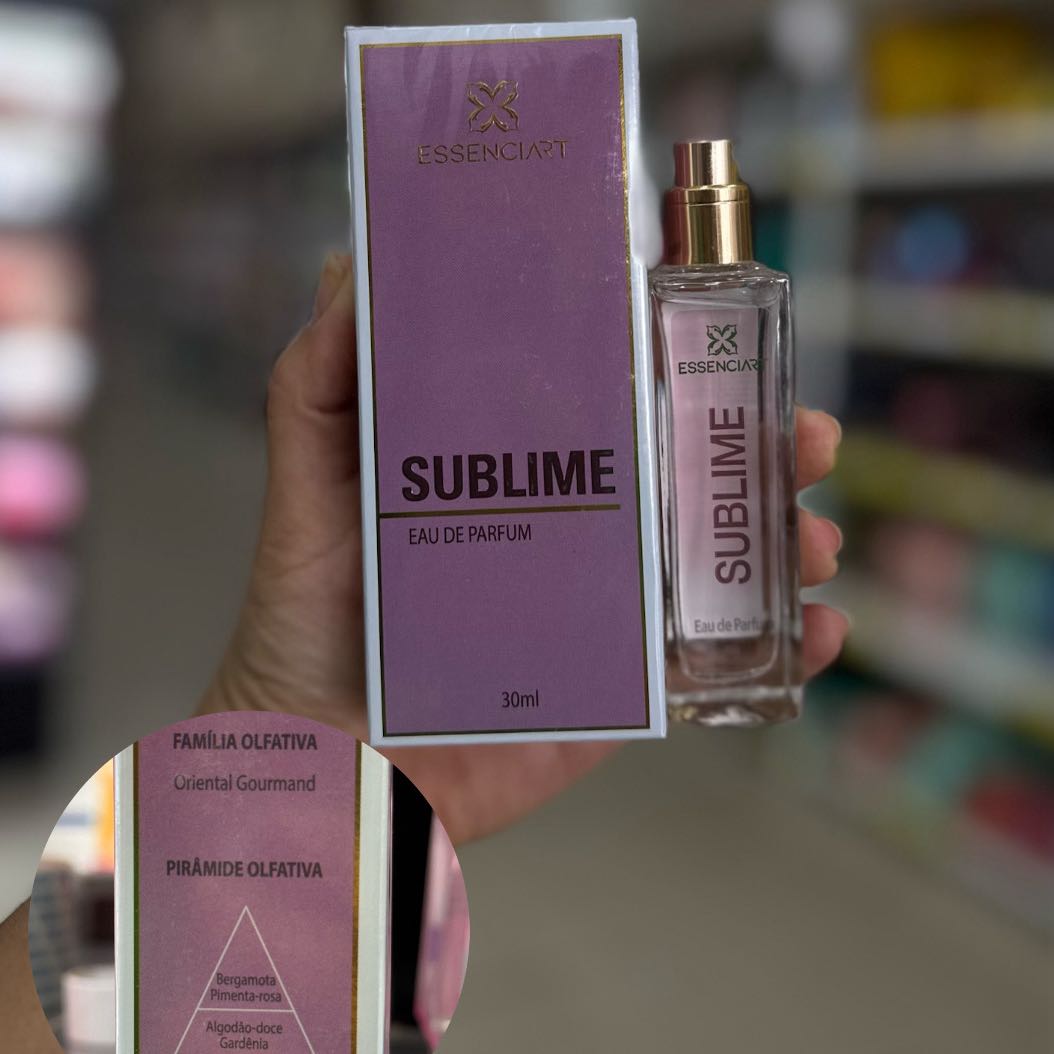 ESSENCIART
SUBLIME
EAU DE PARFUM
30ml
ESSENCIART
SUBLIME
Eau de Parfum
FAMÍLIA OLFATIVA
Oriental Gourmand
PIRÂMIDE OLFATIVA
Bergamota
Pimenta-rosa
Algodão-doce
Gardênia